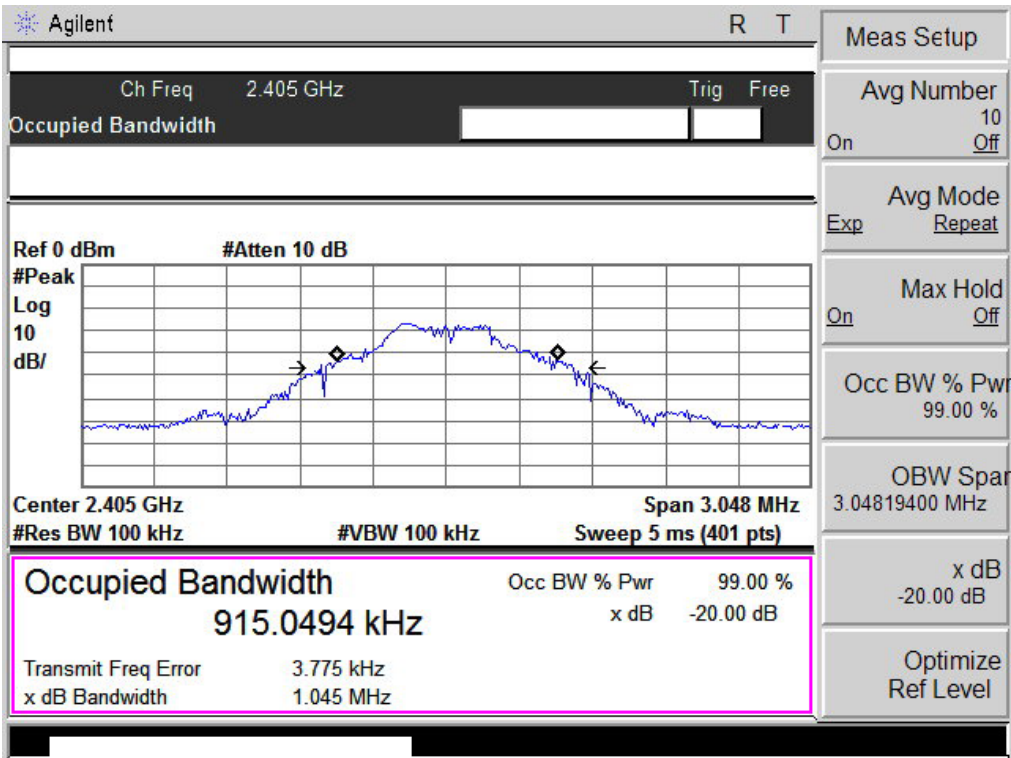 Agilent
R T
Ch Freq 2.405 GHz Trig Free
Occupied Bandwidth
Ref 0 dBm #Atten 10 dB
#Peak
Log
10
dB/
Center 2.405 GHz Span 3.048 MHz
#Res BW 100 kHz #VBW 100 kHz Sweep 5 ms (401 pts)
Occupied Bandwidth
915.0494 kHz
Occ BW % Pwr 99.00 %
x dB -20.00 dB
Transmit Freq Error 3.775 kHz
x dB Bandwidth 1.045 MHz
Meas Setup
Avg Number
10
On Off
Avg Mode
Exp Repeat
Max Hold
On Off
Occ BW % Pwr
99.00 %
OBW Span
3.04819400 MHz
x dB
-20.00 dB
Optimize
Ref Level